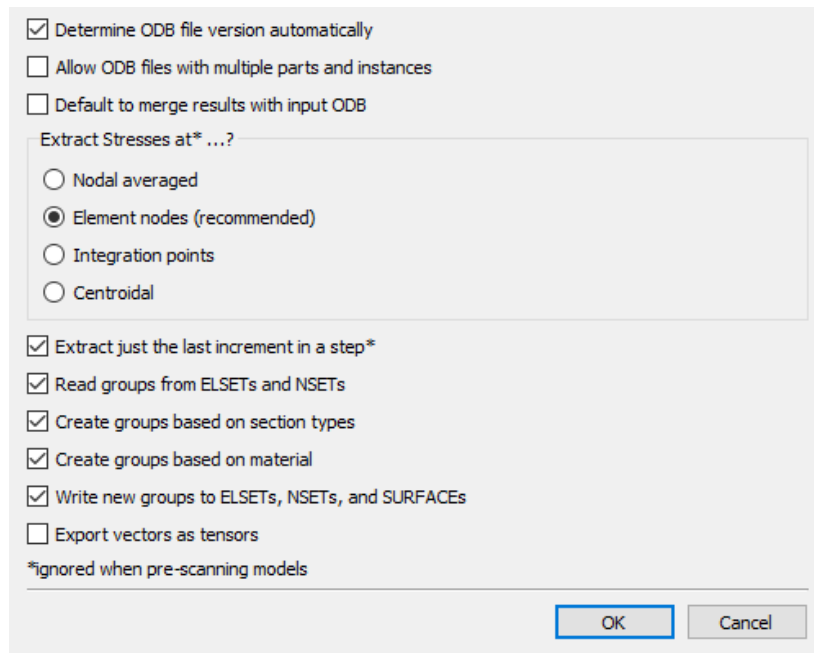 Determine ODB file version automatically
Allow ODB files with multiple parts and instances
Default to merge results with input ODB
Extract Stresses at* ...?
Nodal averaged
Element nodes (recommended)
Integration points
Centroidal
Extract just the last increment in a step*
Read groups from ELSETs and NSETs
Create groups based on section types
Create groups based on material
Write new groups to ELSETs, NSETs, and SURFACEs
Export vectors as tensors
*ignored when pre-scanning models
OK Cancel